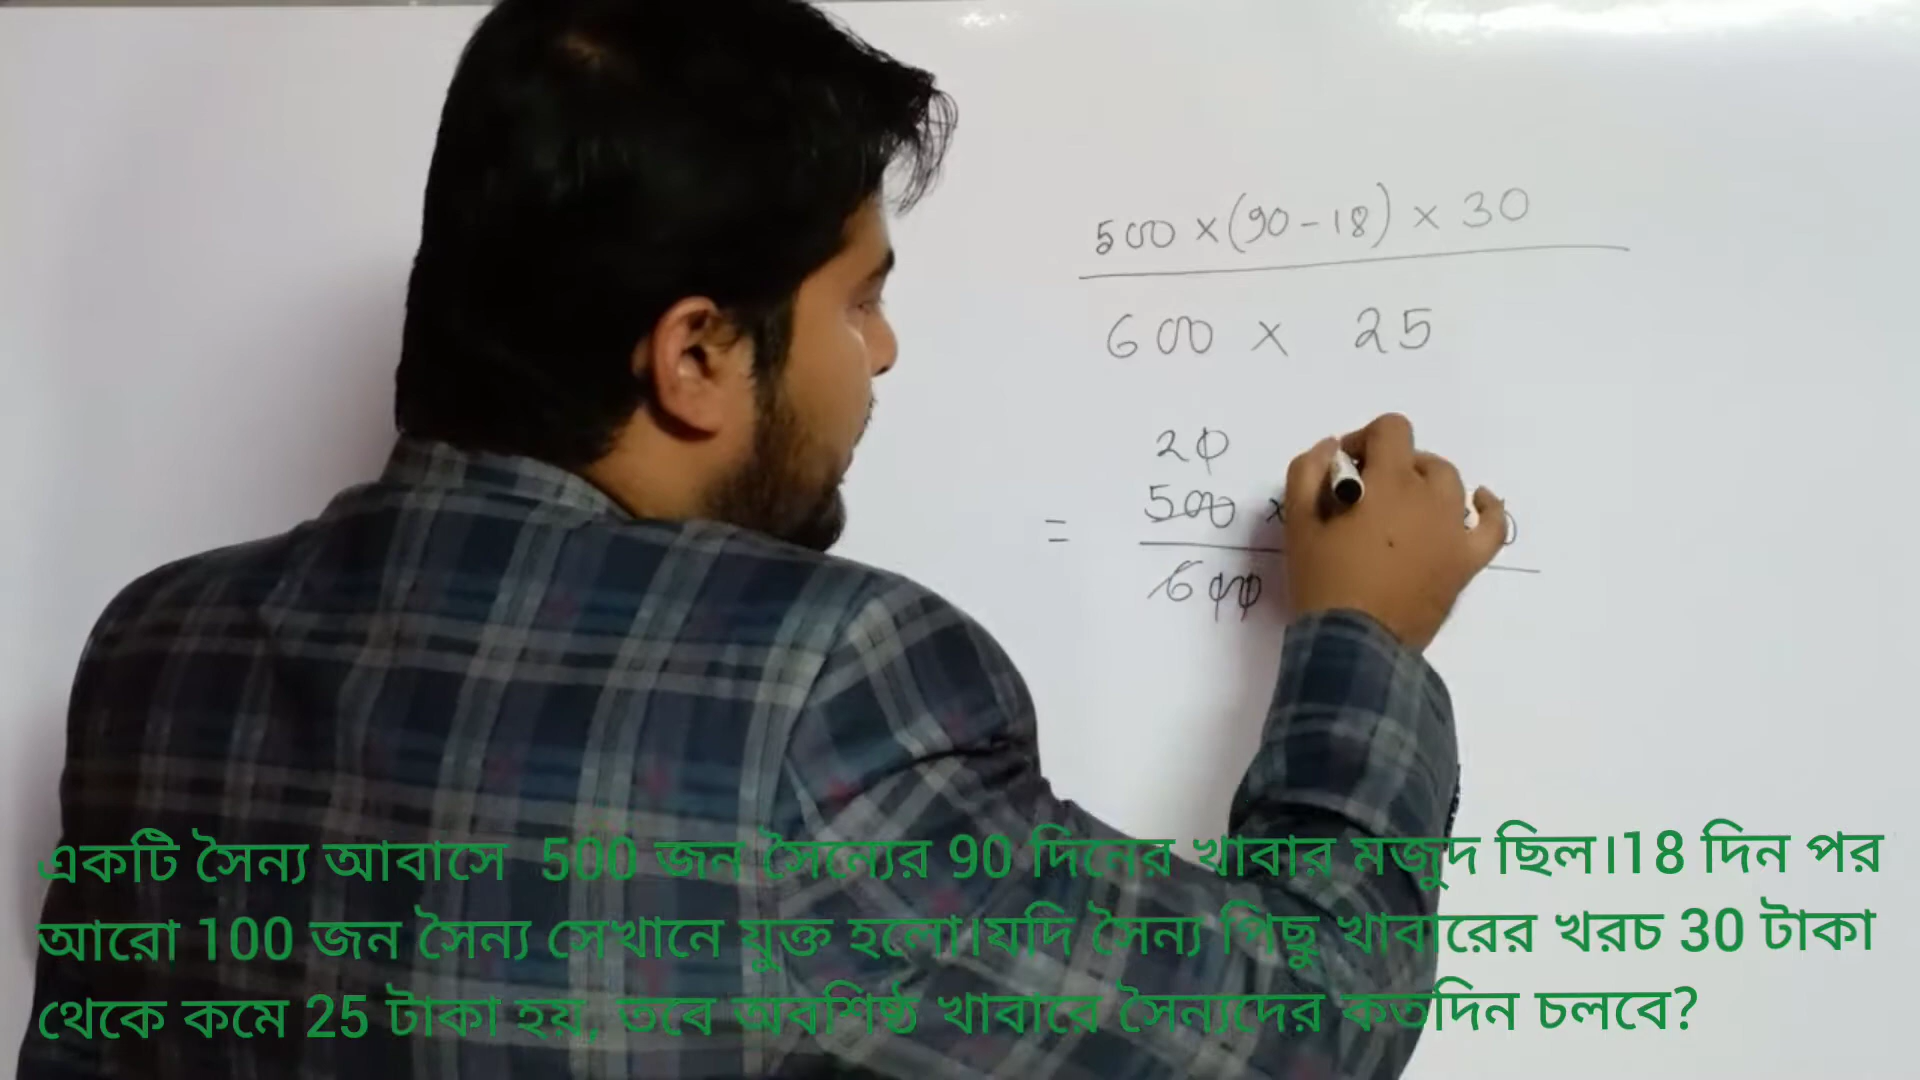 500 × (90 - 18) × 30
600 × 25
20
= 500 ×
600
একটি সৈন্য আবাসে 500 জন সৈন্যের 90 দিনের খাবার মজুদ ছিল।18 দিন পর
আরো 100 জন সৈন্য সেখানে যুক্ত হলো।যদি সৈন্য পিছু খাবারের খরচ 30 টাকা
থেকে কমে 25 টাকা হয়, তবে অবশিষ্ঠ খাবারে সৈন্যদের কতদিন চলবে?